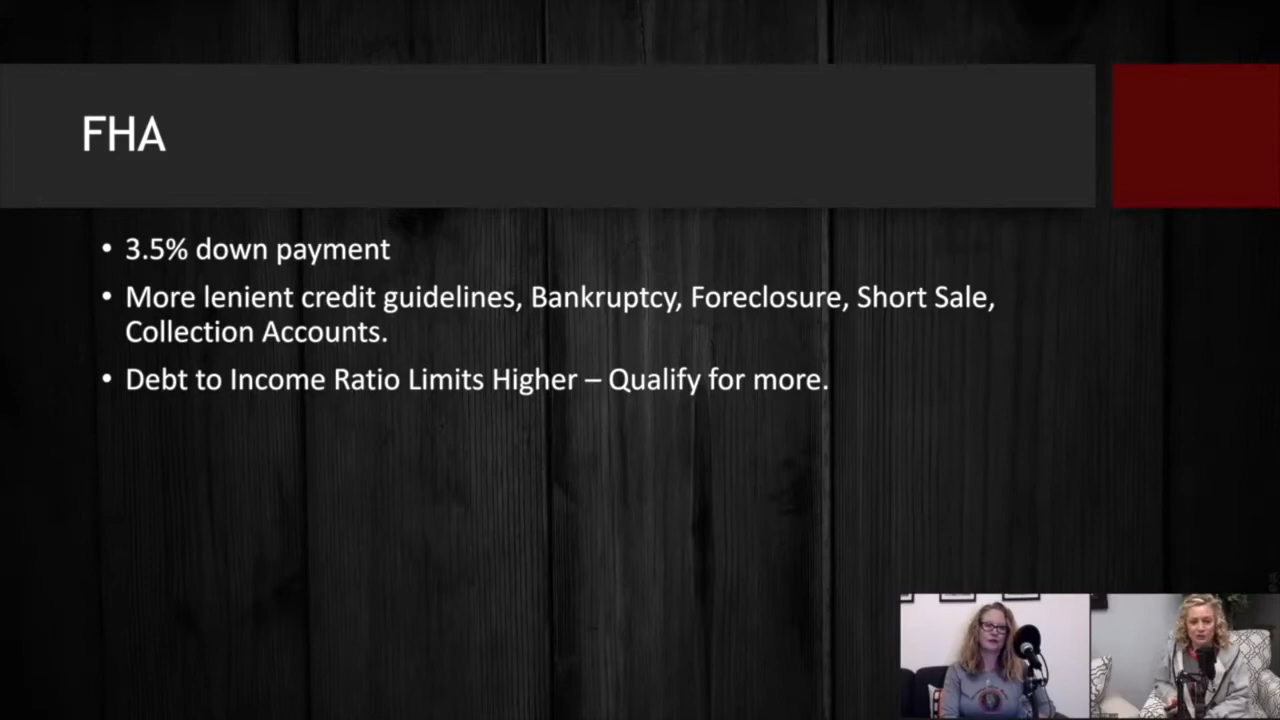 FHA
• 3.5% down payment
• More lenient credit guidelines, Bankruptcy, Foreclosure, Short Sale,
Collection Accounts.
• Debt to Income Ratio Limits Higher – Qualify for more.